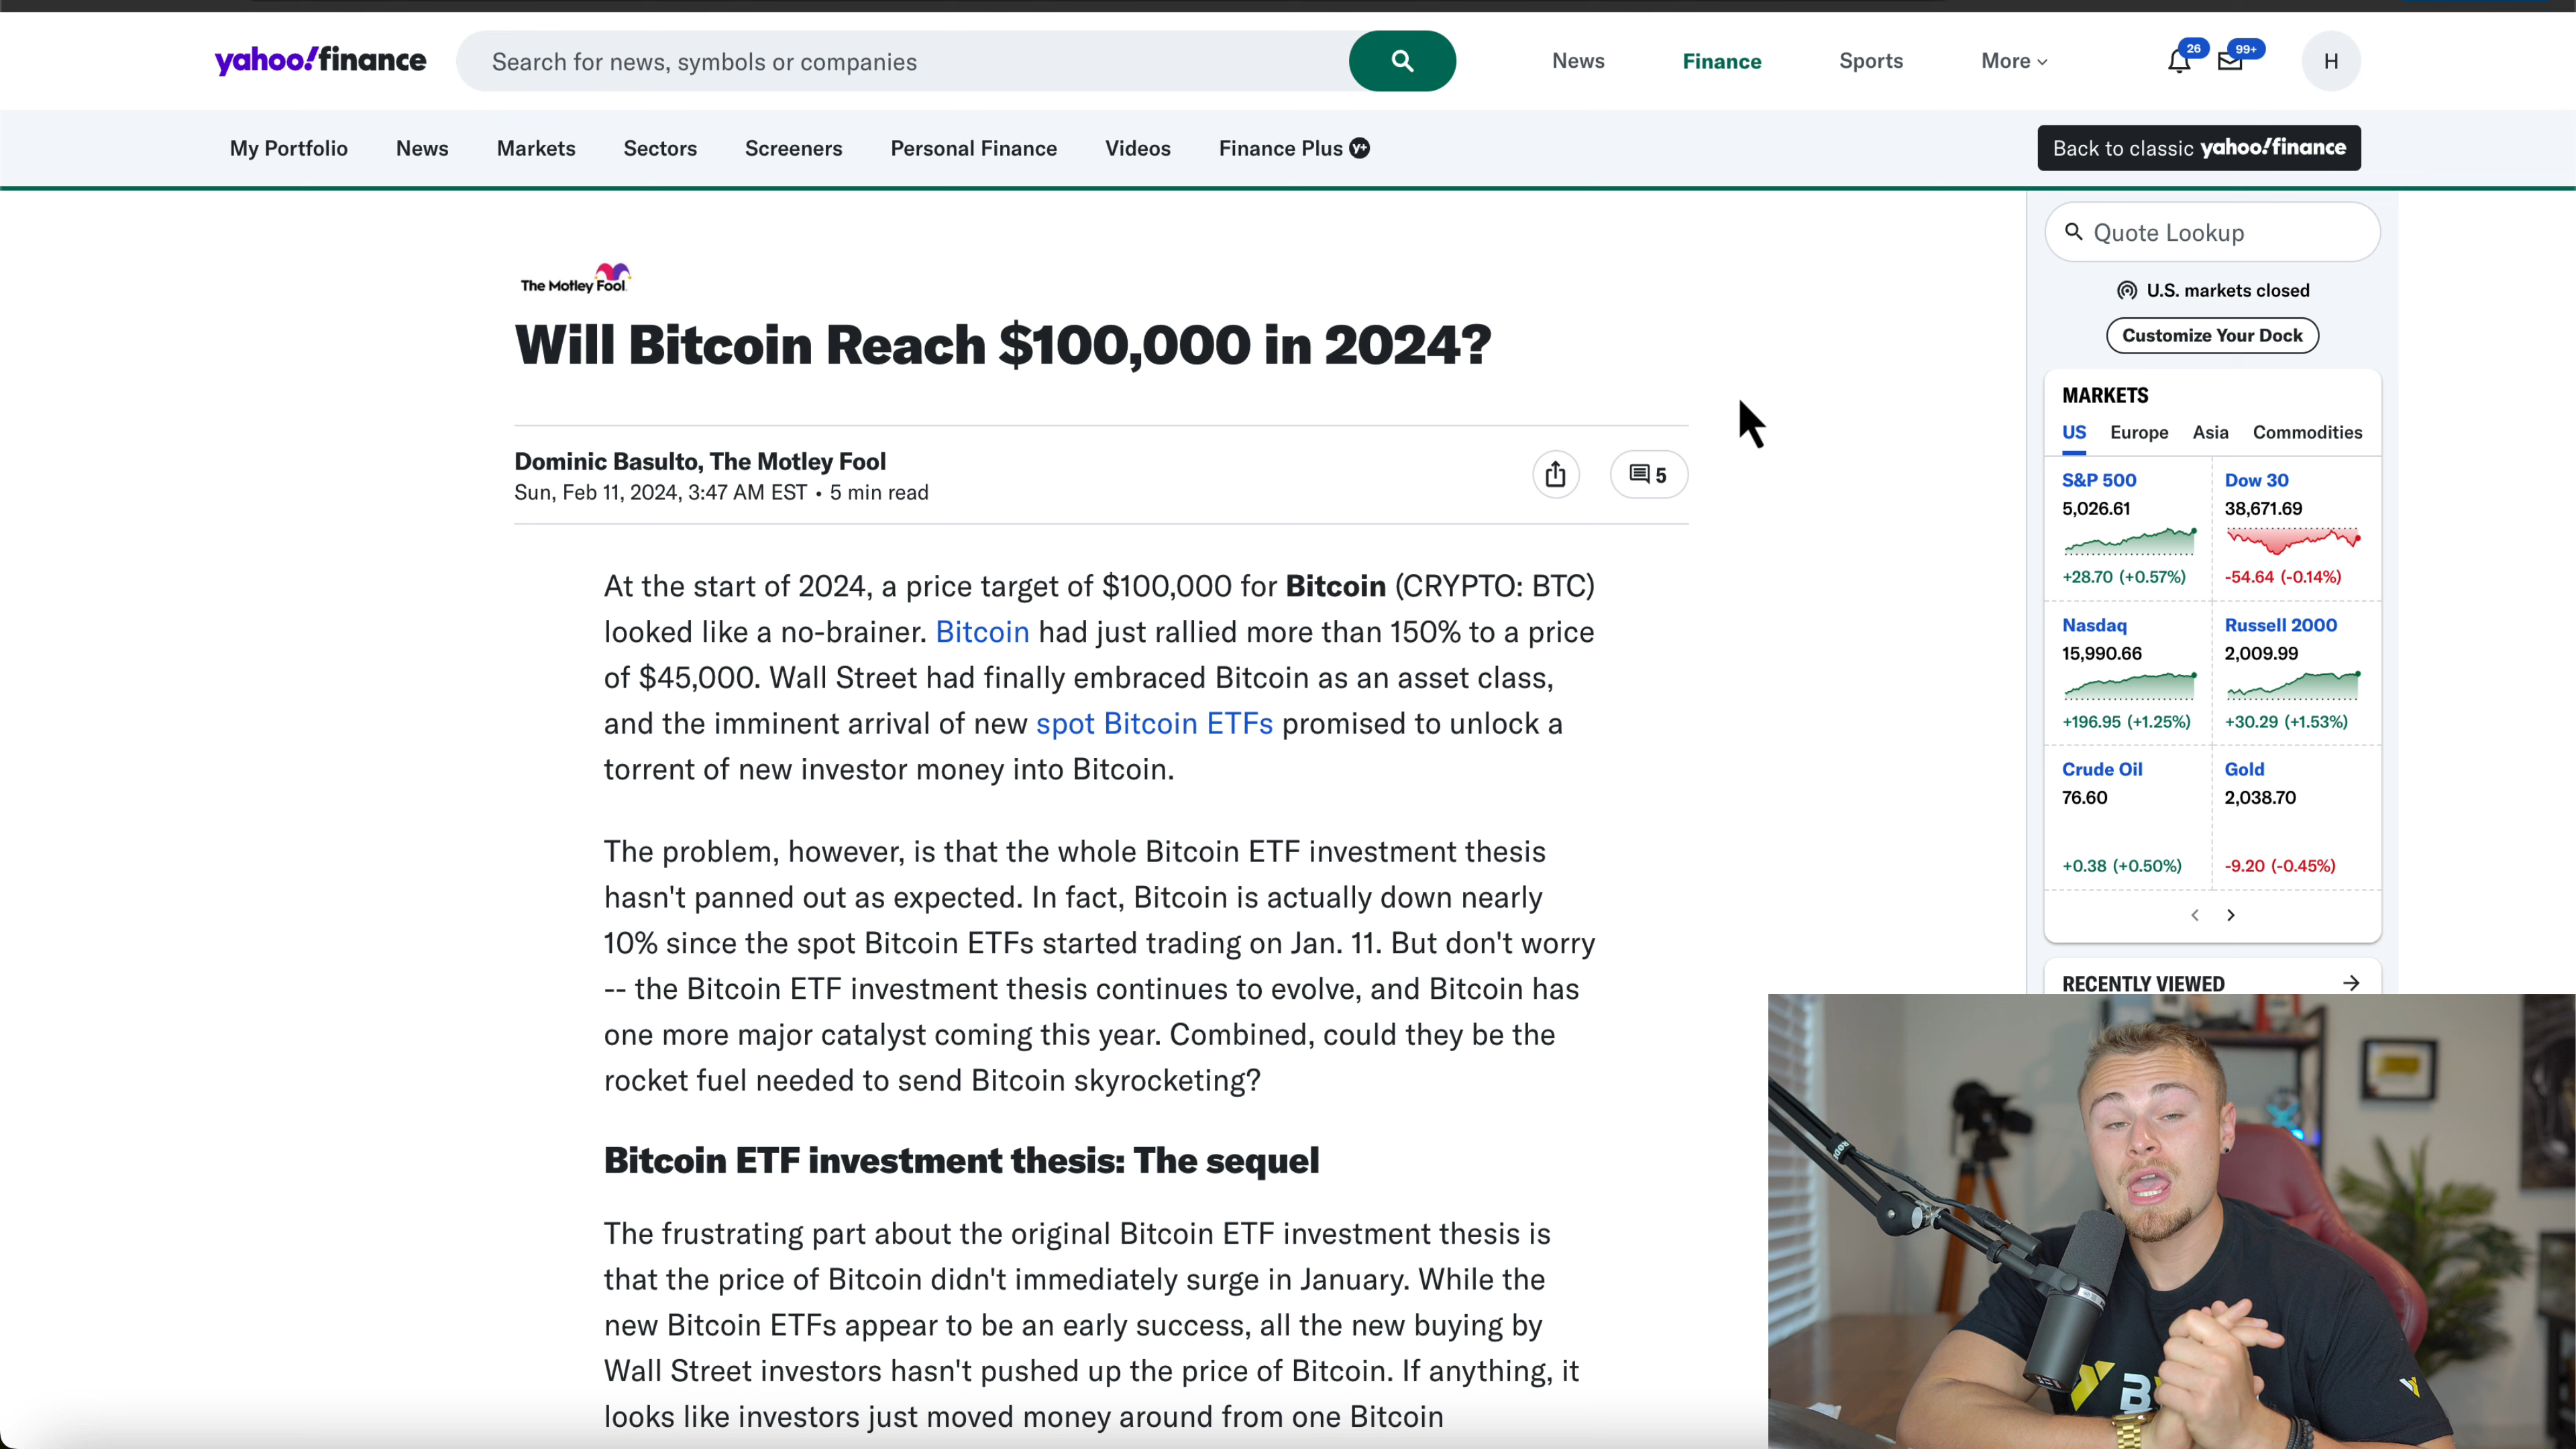 yahoo!finance
Search for news, symbols or companies
News
Finance
Sports
More
26
99+
H
My Portfolio
News
Markets
Sectors
Screeners
Personal Finance
Videos
Finance Plus
Y+
Back to classic yahoo!finance
The Motley Fool
Will Bitcoin Reach $100,000 in 2024?
Dominic Basulto, The Motley Fool
Sun, Feb 11, 2024, 3:47 AM EST • 5 min read
5
At the start of 2024, a price target of $100,000 for Bitcoin (CRYPTO: BTC)
looked like a no-brainer. Bitcoin had just rallied more than 150% to a price
of $45,000. Wall Street had finally embraced Bitcoin as an asset class,
and the imminent arrival of new spot Bitcoin ETFs promised to unlock a
torrent of new investor money into Bitcoin.
The problem, however, is that the whole Bitcoin ETF investment thesis
hasn't panned out as expected. In fact, Bitcoin is actually down nearly
10% since the spot Bitcoin ETFs started trading on Jan. 11. But don't worry
-- the Bitcoin ETF investment thesis continues to evolve, and Bitcoin has
one more major catalyst coming this year. Combined, could they be the
rocket fuel needed to send Bitcoin skyrocketing?
Bitcoin ETF investment thesis: The sequel
The frustrating part about the original Bitcoin ETF investment thesis is
that the price of Bitcoin didn't immediately surge in January. While the
new Bitcoin ETFs appear to be an early success, all the new buying by
Wall Street investors hasn't pushed up the price of Bitcoin. If anything, it
looks like investors just moved money around from one Bitcoin
Quote Lookup
U.S. markets closed
Customize Your Dock
MARKETS
US Europe Asia Commodities
S&P 500
5,026.61
+28.70 (+0.57%)
Dow 30
38,671.69
-54.64 (-0.14%)
Nasdaq
15,990.66
+196.95 (+1.25%)
Russell 2000
2,009.99
+30.29 (+1.53%)
Crude Oil
76.60
+0.38 (+0.50%)
Gold
2,038.70
-9.20 (-0.45%)
RECENTLY VIEWED